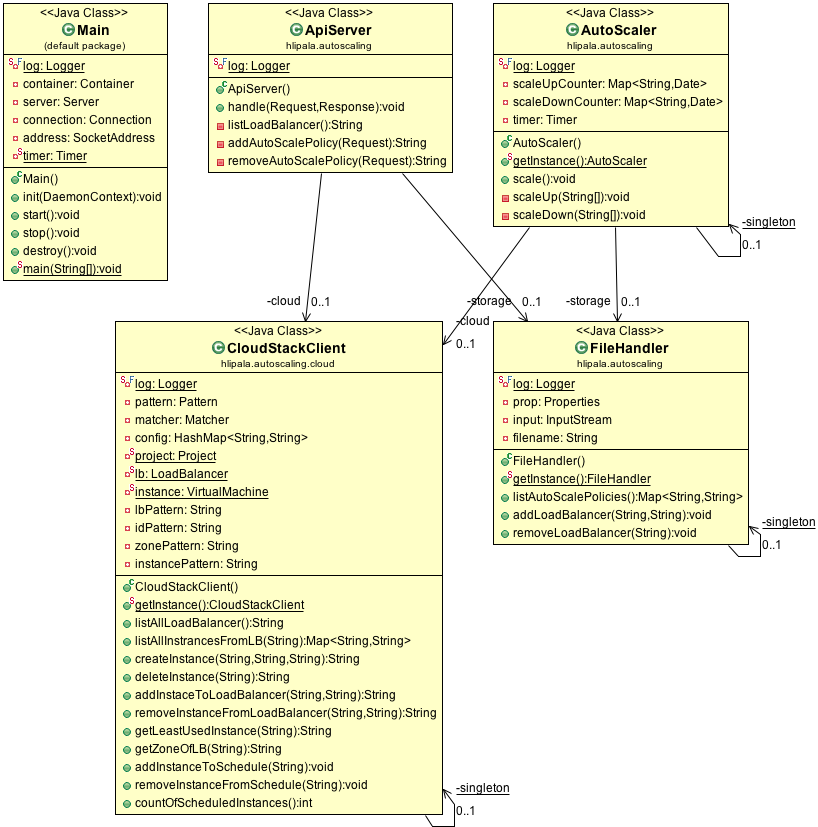 <<Java Class>>
Main
(default package)
log: Logger
container: Container
server: Server
connection: Connection
address: SocketAddress
timer: Timer
Main()
init(DaemonContext):void
start():void
stop():void
destroy():void
main(String[]):void
<<Java Class>>
ApiServer
hlipala.autoscaling
log: Logger
ApiServer()
handle(Request,Response):void
listLoadBalancer():String
addAutoScalePolicy(Request):String
removeAutoScalePolicy(Request):String
<<Java Class>>
AutoScaler
hlipala.autoscaling
log: Logger
scaleUpCounter: Map<String,Date>
scaleDownCounter: Map<String,Date>
timer: Timer
AutoScaler()
getInstance():AutoScaler
scale():void
scaleUp(String[]):void
scaleDown(String[]):void
-singleton
0..1
-cloud
0..1
-storage
0..1
-cloud
0..1
-storage
0..1
<<Java Class>>
CloudStackClient
hlipala.autoscaling.cloud
log: Logger
pattern: Pattern
matcher: Matcher
config: HashMap<String,String>
project: Project
lb: LoadBalancer
instance: VirtualMachine
lbPattern: String
idPattern: String
zonePattern: String
instancePattern: String
CloudStackClient()
getInstance():CloudStackClient
listAllLoadBalancer():String
listAllInstrancesFromLB(String):Map<String,String>
createInstance(String,String,String):String
deleteInstance(String):String
addInstaceToLoadBalancer(String,String):String
removeInstanceFromLoadBalancer(String,String):String
getLeastUsedInstance(String):String
getZoneOfLB(String):String
addInstanceToSchedule(String):void
removeInstanceFromSchedule(String):void
countOfScheduledInstances():int
-singleton
0..1
<<Java Class>>
FileHandler
hlipala.autoscaling
log: Logger
prop: Properties
input: InputStream
filename: String
FileHandler()
getInstance():FileHandler
listAutoScalePolicies():Map<String,String>
addLoadBalancer(String,String):void
removeLoadBalancer(String):void
-singleton
0..1